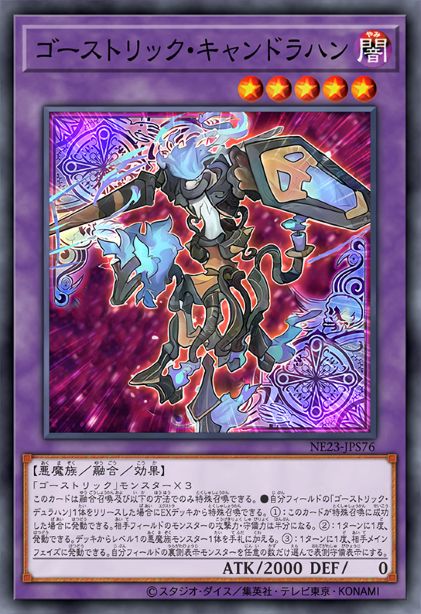 ゴーストリック・キャンドラハン
闇
NE23-JPS76
【悪魔族／融合／効果】
「ゴーストリック」モンスター×3
このカードは融合召喚及び以下の方法でのみ特殊召喚できる。●自分フィールドの「ゴーストリック・
デュラハン」1体をリリースした場合にEXデッキから特殊召喚できる。①：このカードが特殊召喚に成功
した場合に発動できる。相手フィールドのモンスターの攻撃力・守備力は半分になる。②：1ターンに1度、
発動できる。デッキからレベル1の悪魔族モンスター1体を手札に加える。③：1ターンに1度、相手メイン
フェイズに発動できる。自分フィールドの裏側表示モンスターを任意の数だけ選んで表側守備表示にする。
ATK/2000 DEF/ 0
©スタジオ・ダイス／集英社・テレビ東京・KONAMI